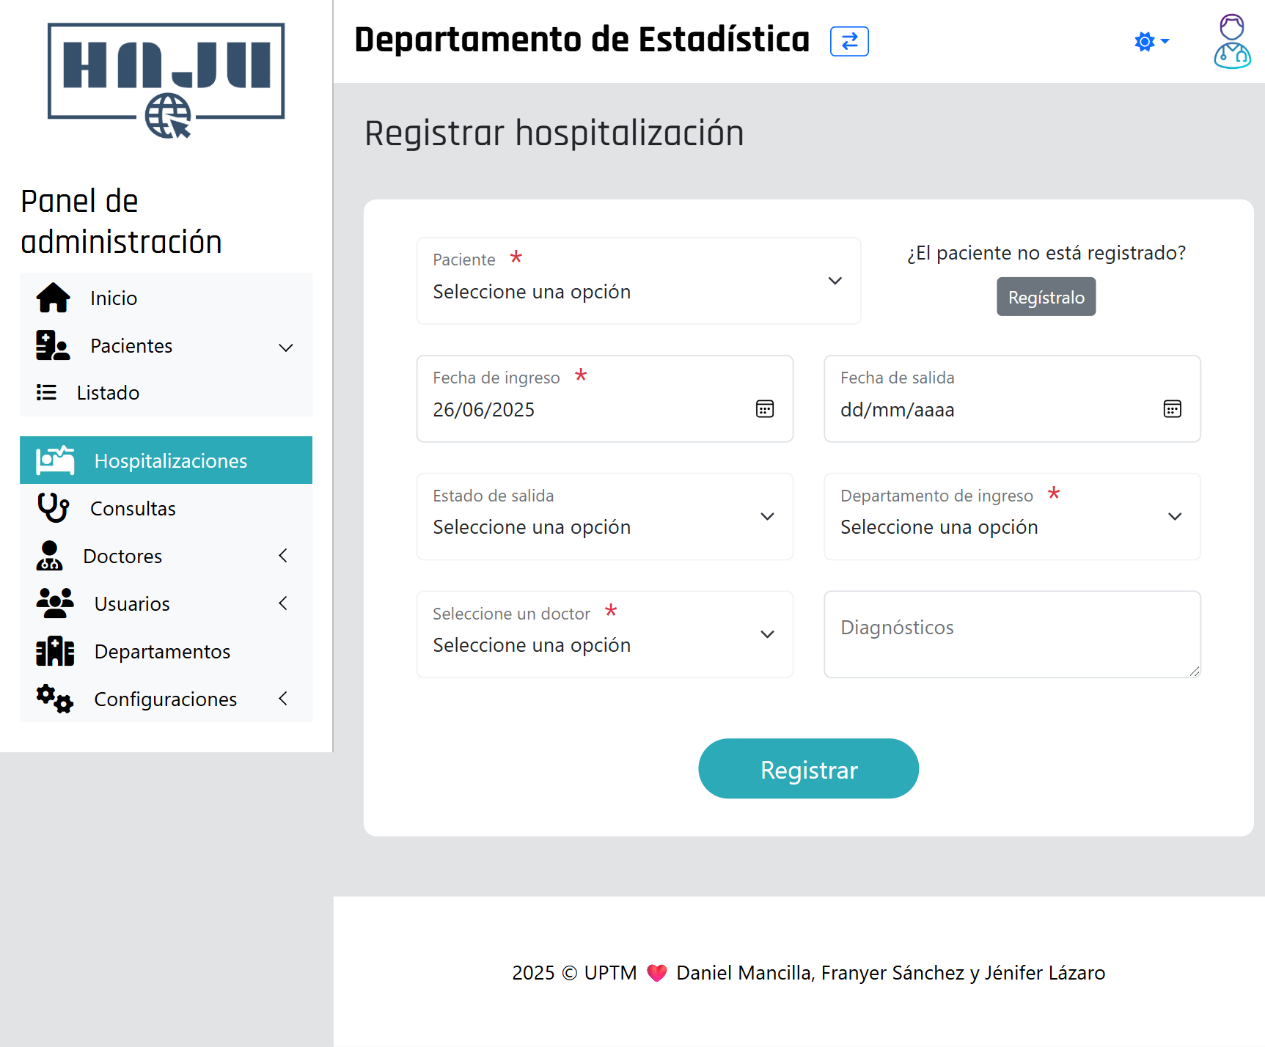 HNJU
Departamento de Estadística
Panel de
administración
Inicio
Pacientes
Listado
Hospitalizaciones
Consultas
Doctores
Usuarios
Departamentos
Configuraciones
Registrar hospitalización
Paciente *
Seleccione una opción
¿El paciente no está registrado?
Regístralo
Fecha de ingreso *
26/06/2025
Fecha de salida
dd/mm/aaaa
Estado de salida
Seleccione una opción
Departamento de ingreso *
Seleccione una opción
Seleccione un doctor *
Seleccione una opción
Diagnósticos
Registrar
2025 © UPTM ❤️ Daniel Mancilla, Franyer Sánchez y Jénifer Lázaro